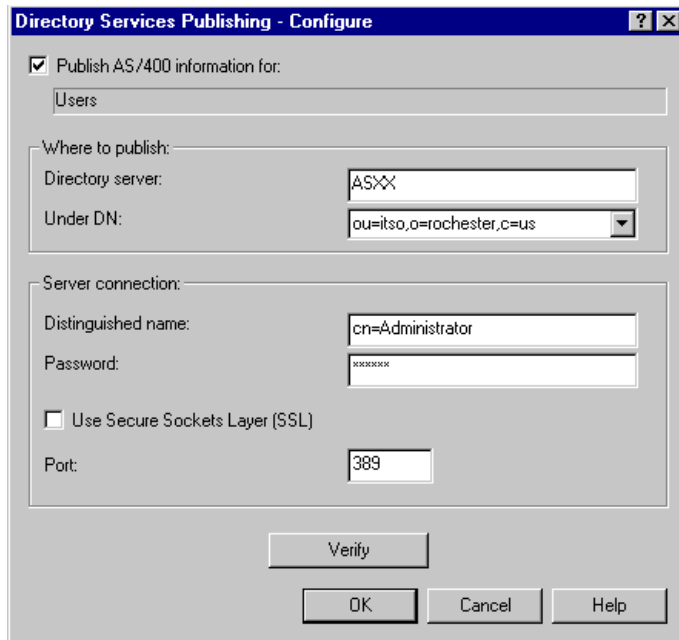 Directory Services Publishing - Configure
Publish AS/400 information for:
Users
Where to publish:
Directory server: ASXX
Under DN: ou=itso,o=rochester,c=us
Server connection:
Distinguished name: cn=Administrator
Password: ******
Use Secure Sockets Layer (SSL)
Port: 389
Verify
OK Cancel Help